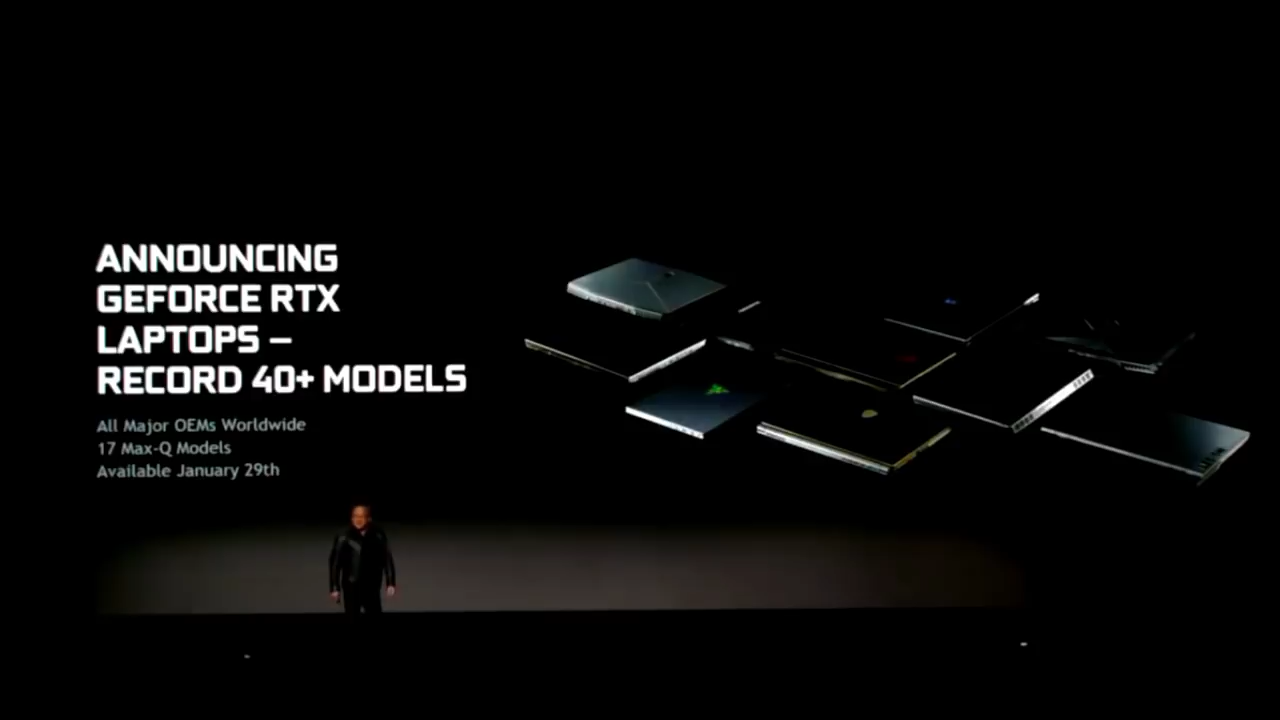 ANNOUNCING
GEFORCE RTX
LAPTOPS –
RECORD 40+ MODELS
All Major OEMs Worldwide
17 Max-Q Models
Available January 29th